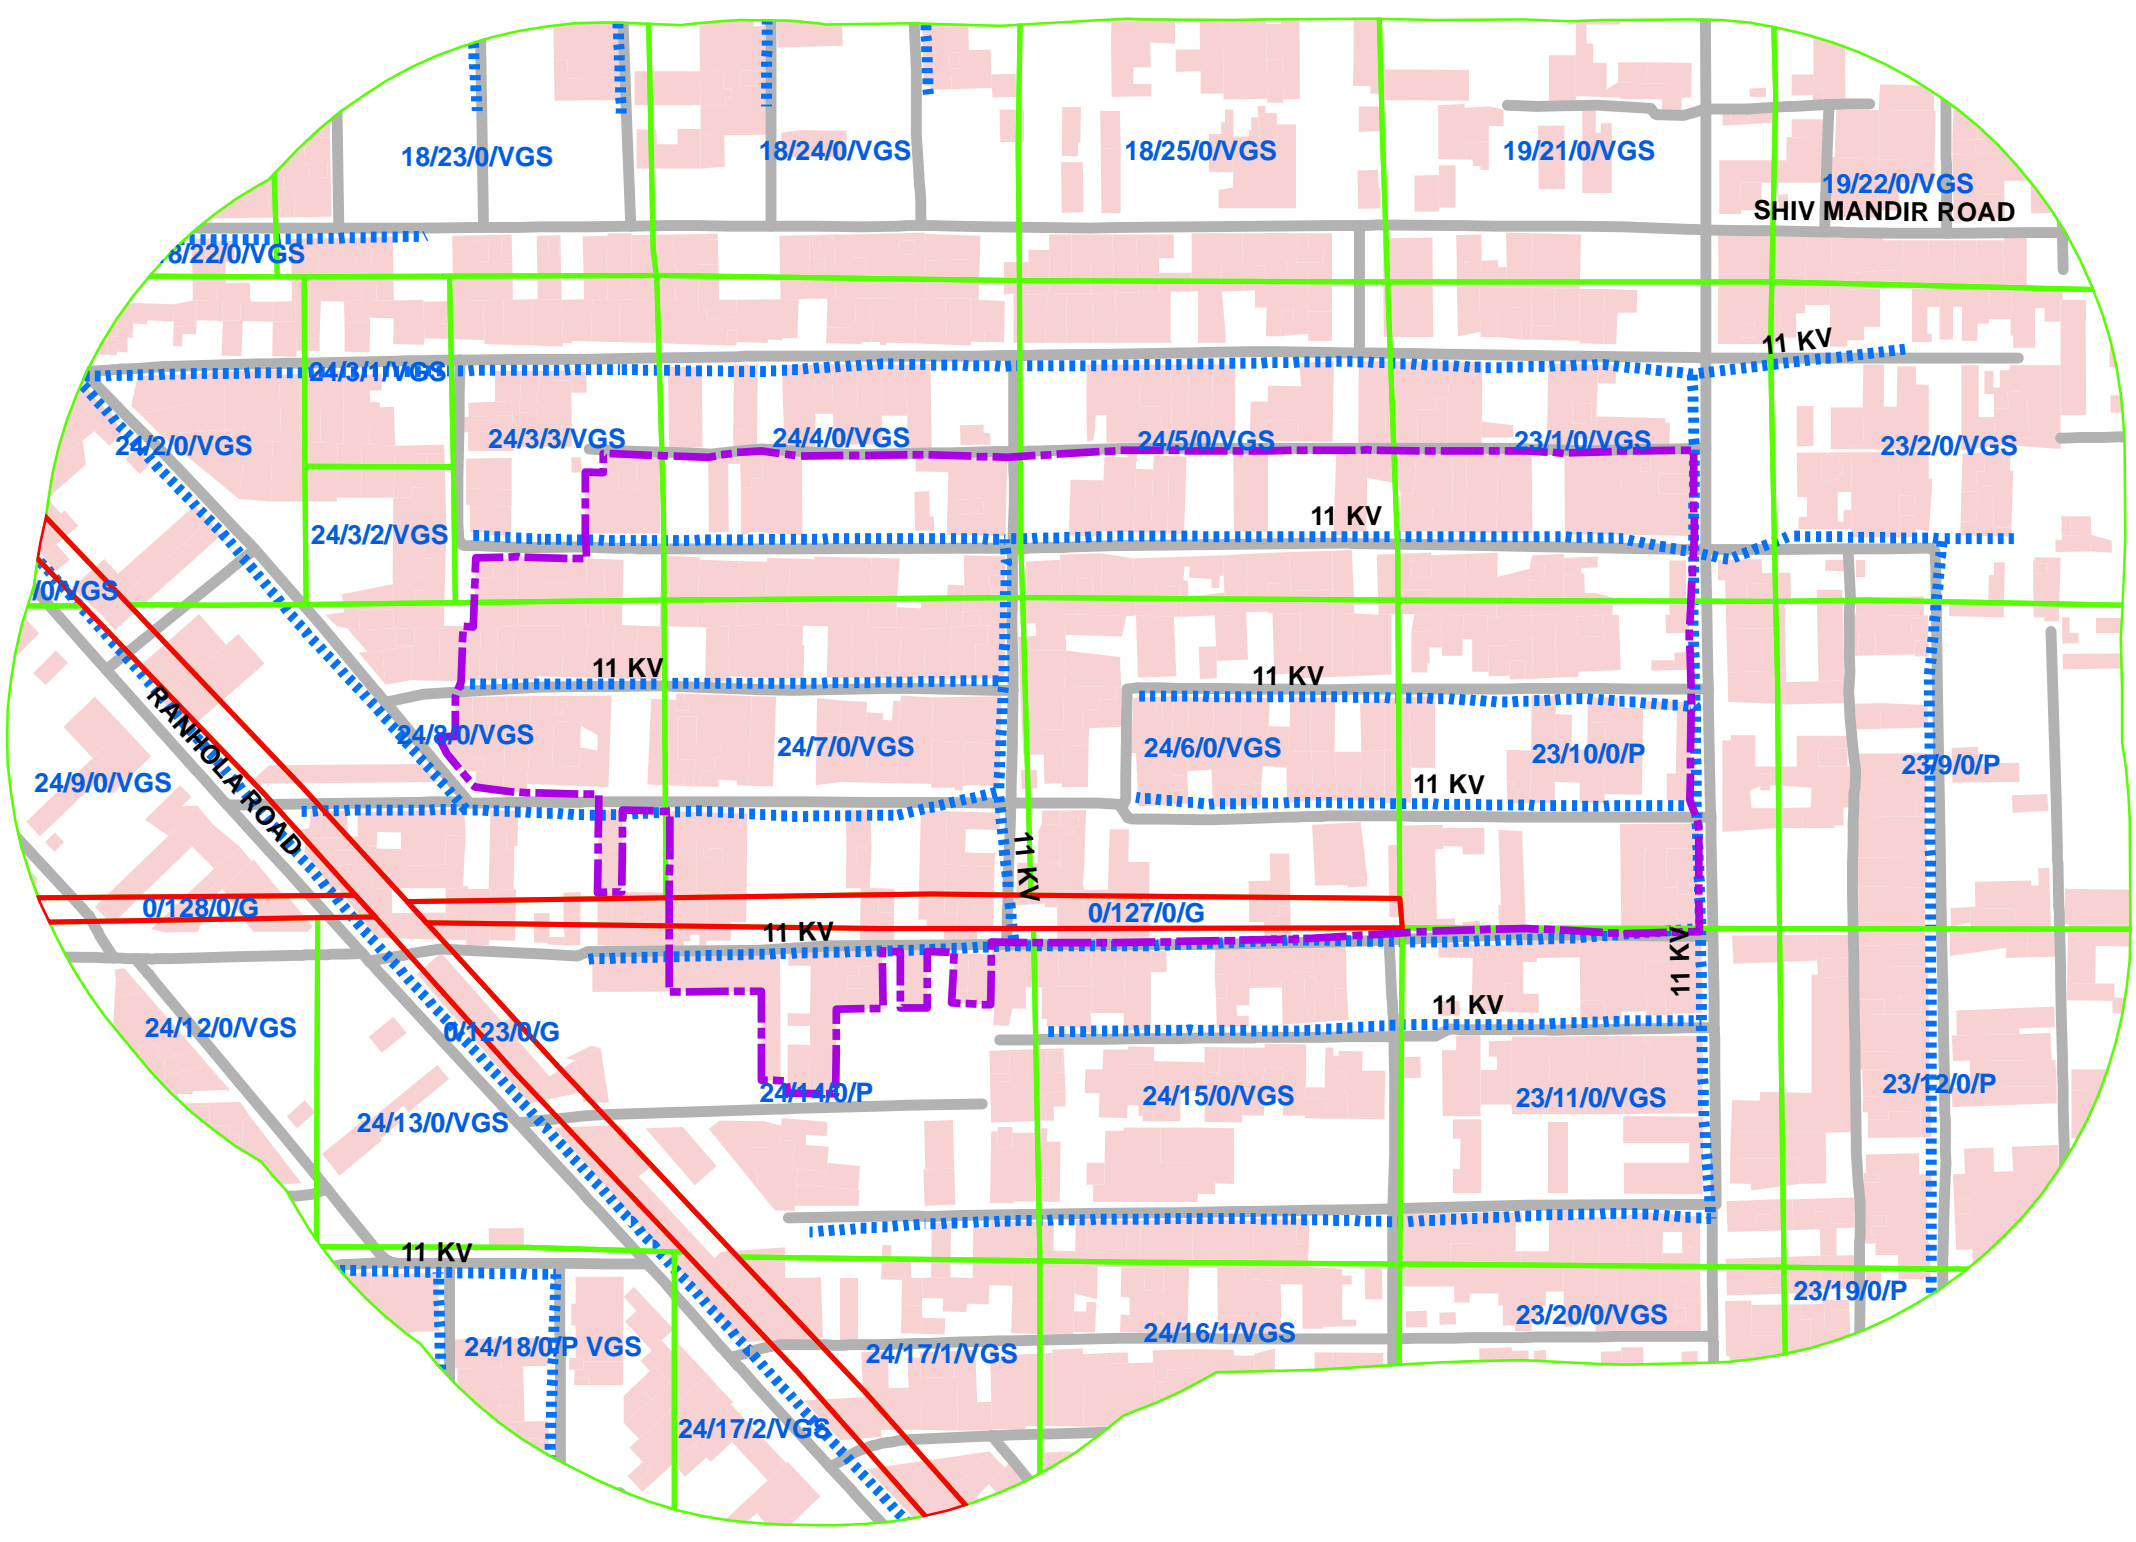 18/23/0/VGS
18/24/0/VGS
18/25/0/VGS
19/21/0/VGS
19/22/0/VGS
SHIV MANDIR ROAD
8/22/0/VGS
11 KV
24/3/1/VGS
24/2/0/VGS
24/3/3/VGS
24/4/0/VGS
24/5/0/VGS
23/1/0/VGS
23/2/0/VGS
11 KV
24/3/2/VGS
/0/VGS
11 KV
11 KV
RANHOLA ROAD
24/8/0/VGS
24/7/0/VGS
24/6/0/VGS
23/10/0/P
23/9/0/P
24/9/0/VGS
11 KV
11 KV
0/128/0/G
0/127/0/G
11 KV
11 KV
11 KV
24/12/0/VGS
0/123/0/G
24/14/0/P
24/15/0/VGS
23/11/0/VGS
23/12/0/P
24/13/0/VGS
11 KV
23/19/0/P
24/18/0/P VGS
24/17/1/VGS
24/16/1/VGS
23/20/0/VGS
24/17/2/VGS